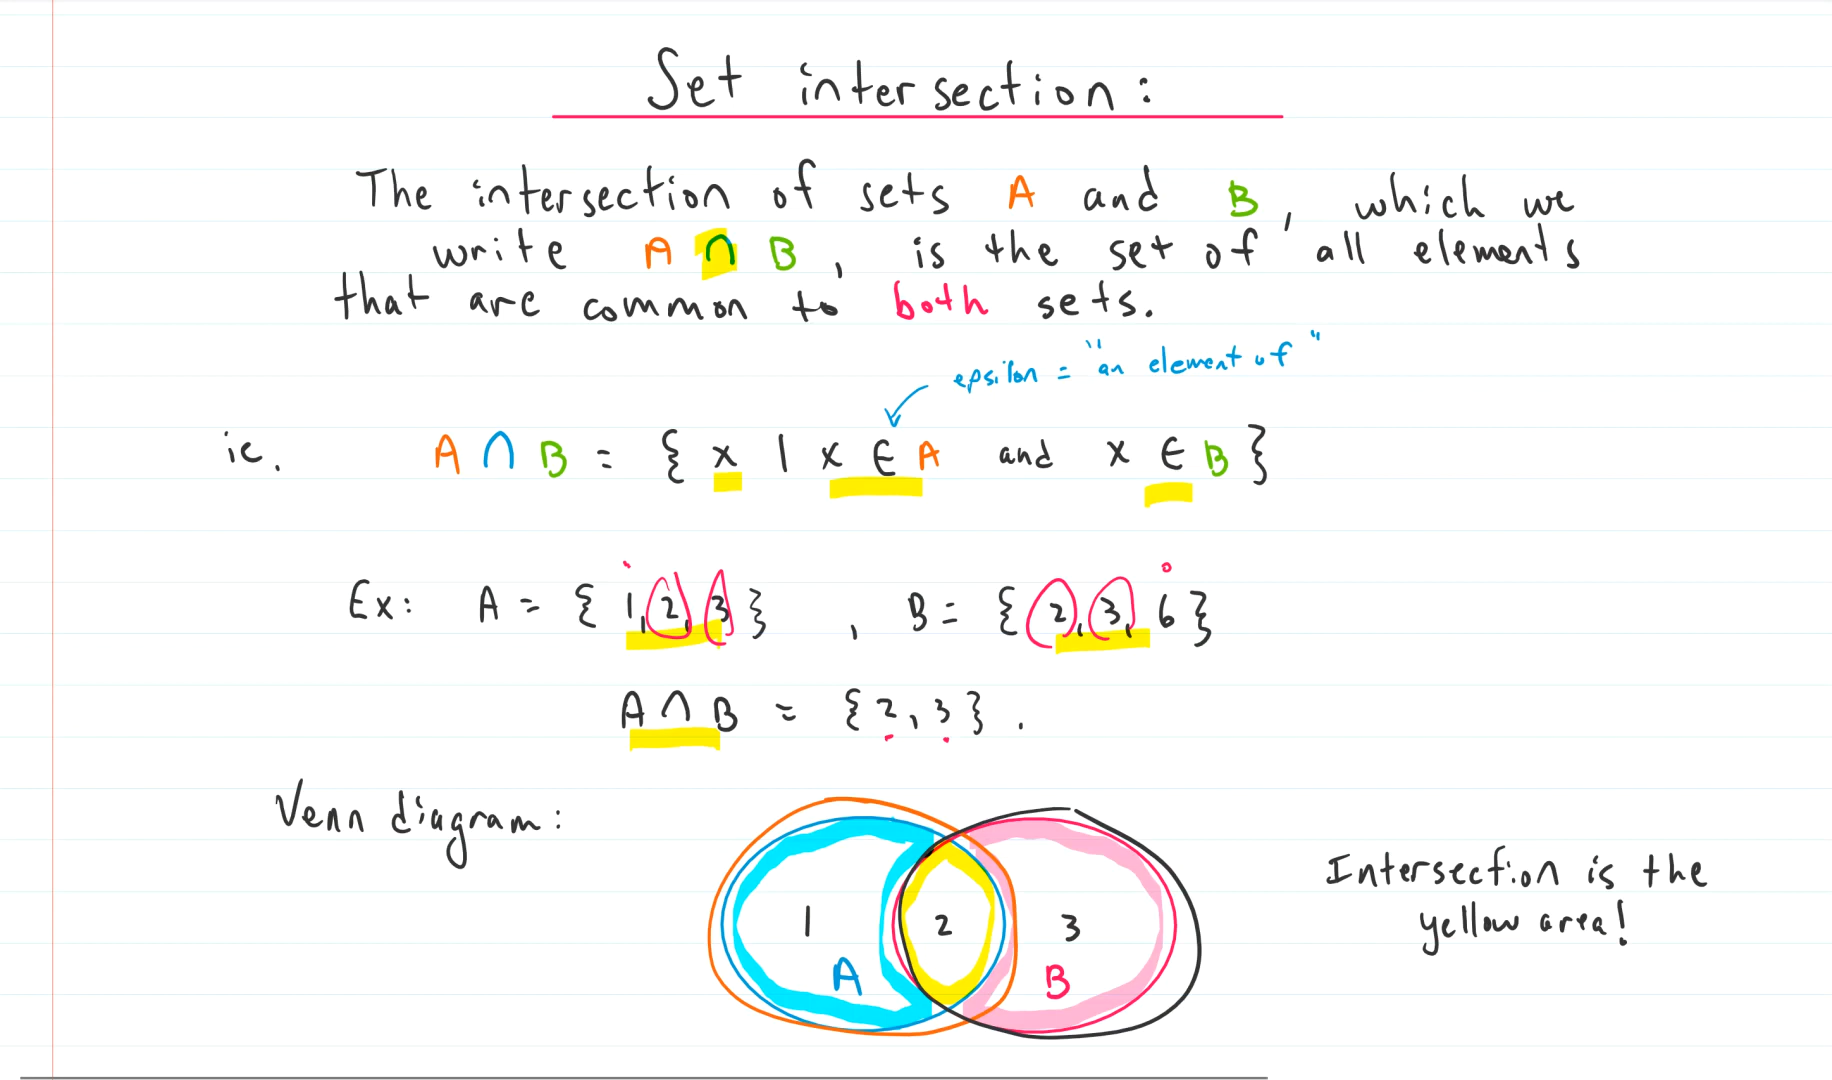 Set intersection:
The intersection of sets A and B, which we
write A ∩ B, is the set of all elements
that are common to both sets.
epsilon = "an element of"
ie. A ∩ B = { x | x ∈ A and x ∈ B }
Ex: A = { 1, 2, 3 } , B = { 2, 3, 6 }
A ∩ B = { 2, 3 } .
Venn diagram:
Intersection is the
yellow area!
1 2 3
A B